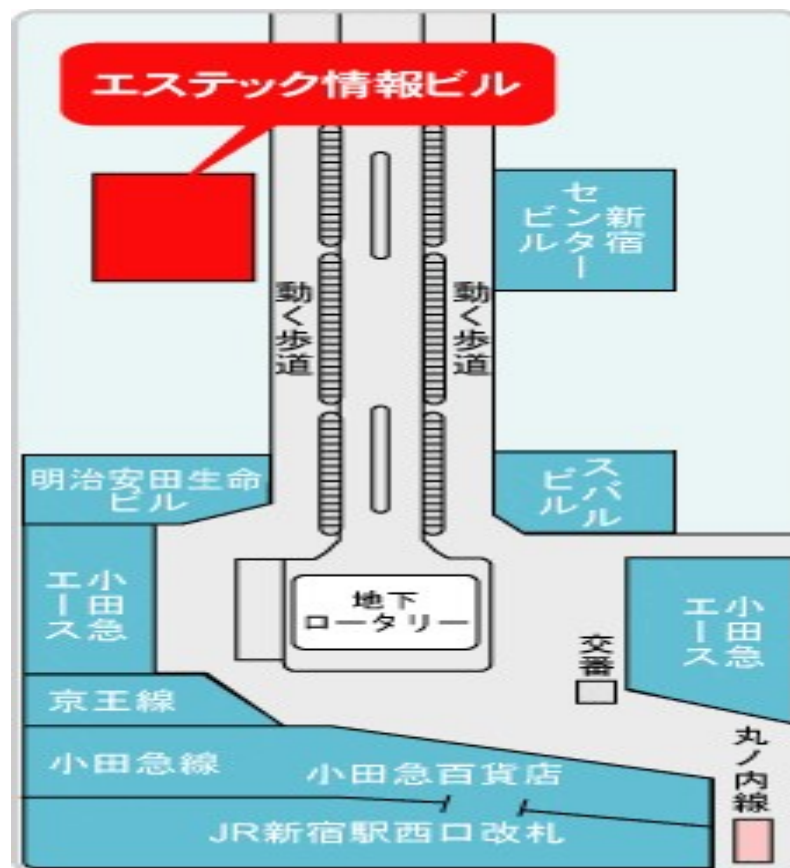 エステック情報ビル
新宿
センター
ビル
動く歩道
動く歩道
明治安田生命
ビル
スバル
ビル
小田急
エース
地下
ロータリー
小田急
エース
交番
京王線
丸ノ内線
小田急線
小田急百貨店
JR新宿駅西口改札